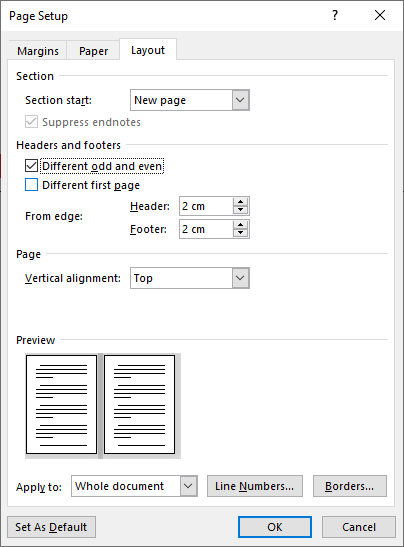 Page Setup
Margins Paper Layout
Section
Section start: New page
Suppress endnotes
Headers and footers
Different odd and even
Different first page
From edge: Header: 2 cm
Footer: 2 cm
Page
Vertical alignment: Top
Preview
Apply to: Whole document Line Numbers... Borders...
Set As Default OK Cancel